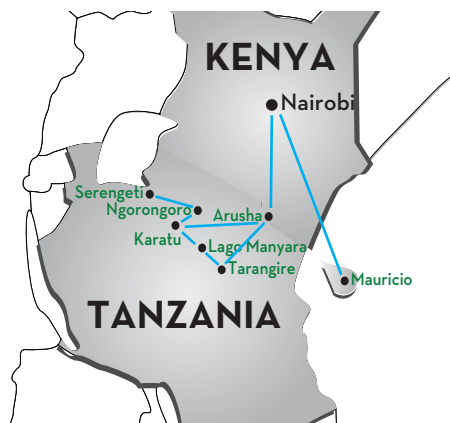 KENYA
Nairobi
Serengeti
Ngorongoro
Arusha
Karatu
Lago Manyara
Tarangire
Mauricio
TANZANIA